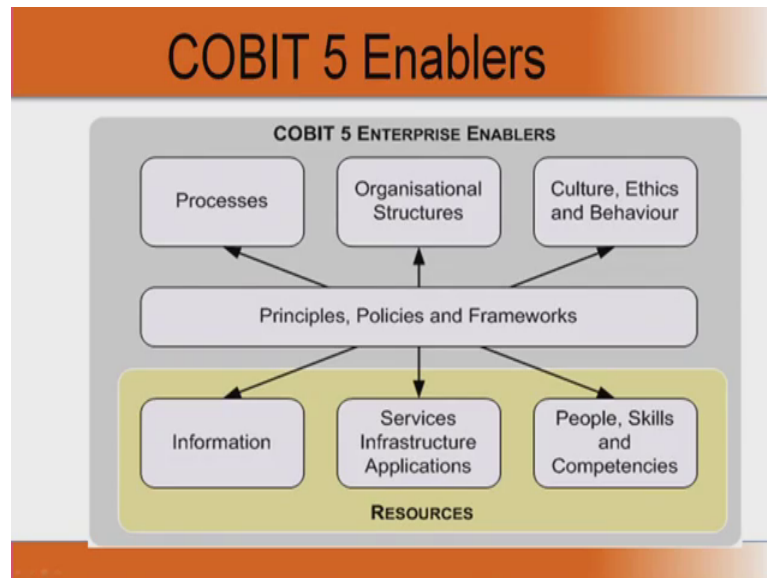 COBIT 5 Enablers
COBIT 5 ENTERPRISE ENABLERS
Processes
Organisational
Structures
Culture, Ethics
and Behaviour
Principles, Policies and Frameworks
Information
Services
Infrastructure
Applications
People, Skills
and
Competencies
RESOURCES